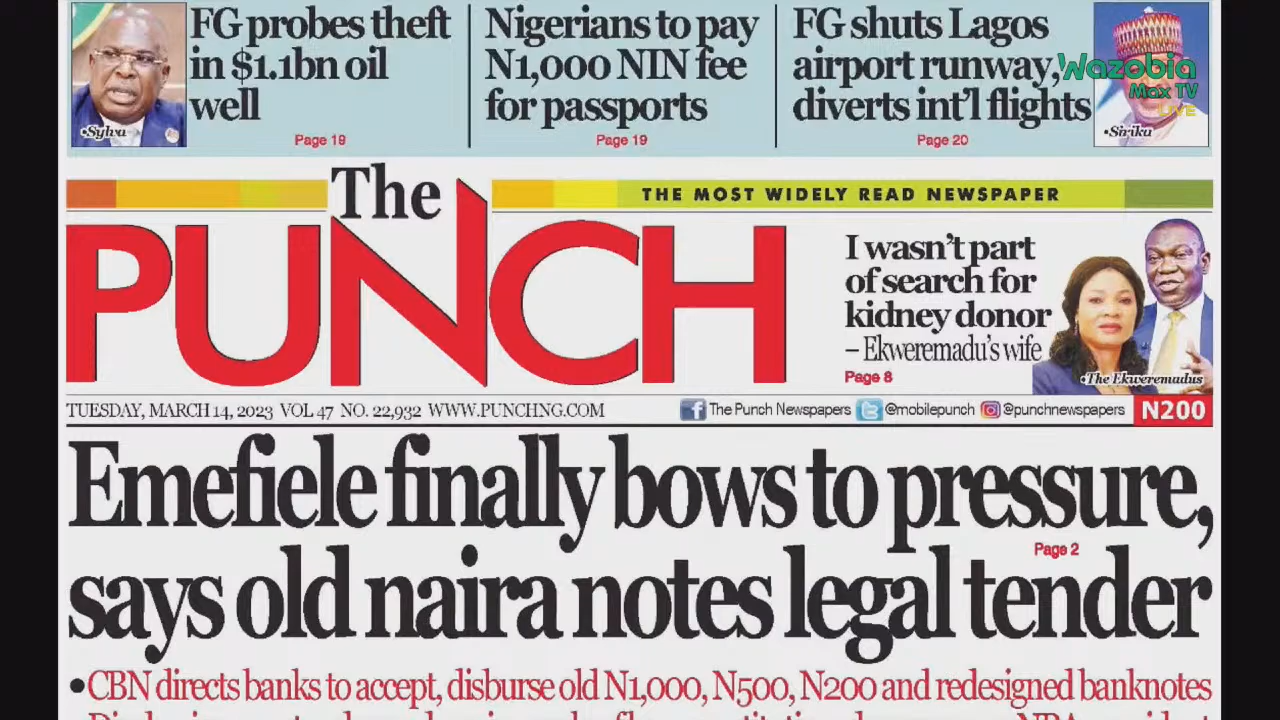 FG probes theft
in $1.1bn oil
well
Page 19
•Sylva
Nigerians to pay
N1,000 NIN fee
for passports
Page 19
FG shuts Lagos
airport runway,
diverts int'l flights
Page 20
•Sirika
Wazobia
Max TV
LIVE
The
PUNCH
THE MOST WIDELY READ NEWSPAPER
I wasn't part
of search for
kidney donor
– Ekweremadu's wife
Page 8
•The Ekweremadus
TUESDAY, MARCH 14, 2023 VOL 47 NO. 22,932 WWW.PUNCHNG.COM
The Punch Newspapers @mobilepunch @punchnewspapers N200
Emefiele finally bows to pressure,
Page 2
says old naira notes legal tender
•CBN directs banks to accept, disburse old N1,000, N500, N200 and redesigned banknotes